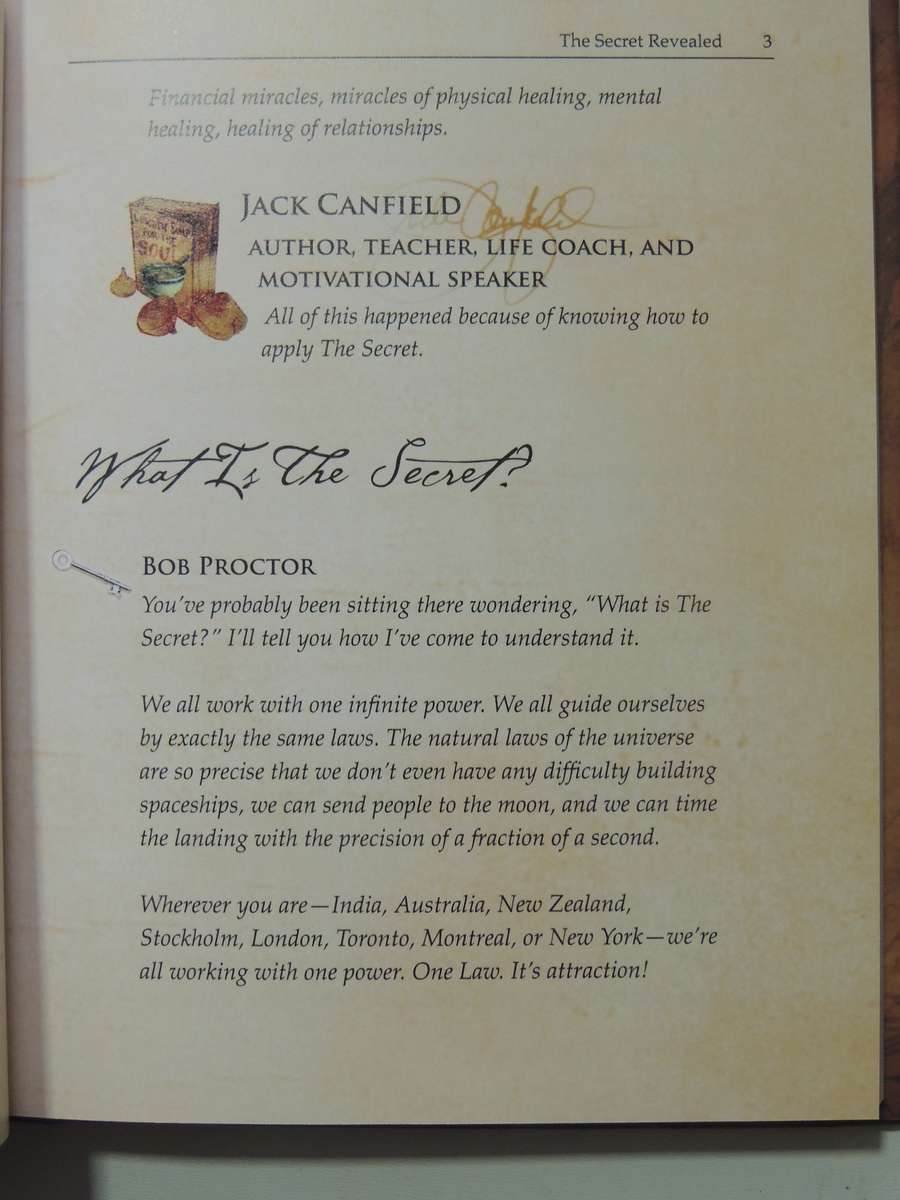 The Secret Revealed 3
Financial miracles, miracles of physical healing, mental
healing, healing of relationships.
JACK CANFIELD
AUTHOR, TEACHER, LIFE COACH, AND
MOTIVATIONAL SPEAKER
FOR THE
SOUL
All of this happened because of knowing how to
apply The Secret.
What Is The Secret?
BOB PROCTOR
You've probably been sitting there wondering, “What is The
Secret?” I'll tell you how I've come to understand it.
We all work with one infinite power. We all guide ourselves
by exactly the same laws. The natural laws of the universe
are so precise that we don't even have any difficulty building
spaceships, we can send people to the moon, and we can time
the landing with the precision of a fraction of a second.
Wherever you are—India, Australia, New Zealand,
Stockholm, London, Toronto, Montreal, or New York—we're
all working with one power. One Law. It's attraction!